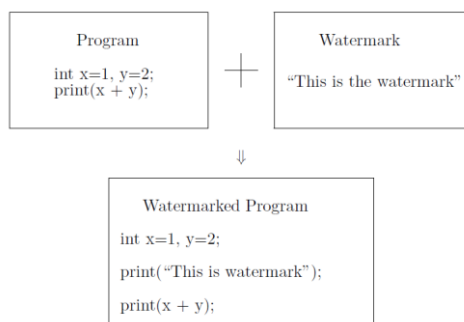 Program
int x=1, y=2;
print(x + y);
+
Watermark
“This is the watermark”
⇓
Watermarked Program
int x=1, y=2;
print(“This is watermark”);
print(x + y);